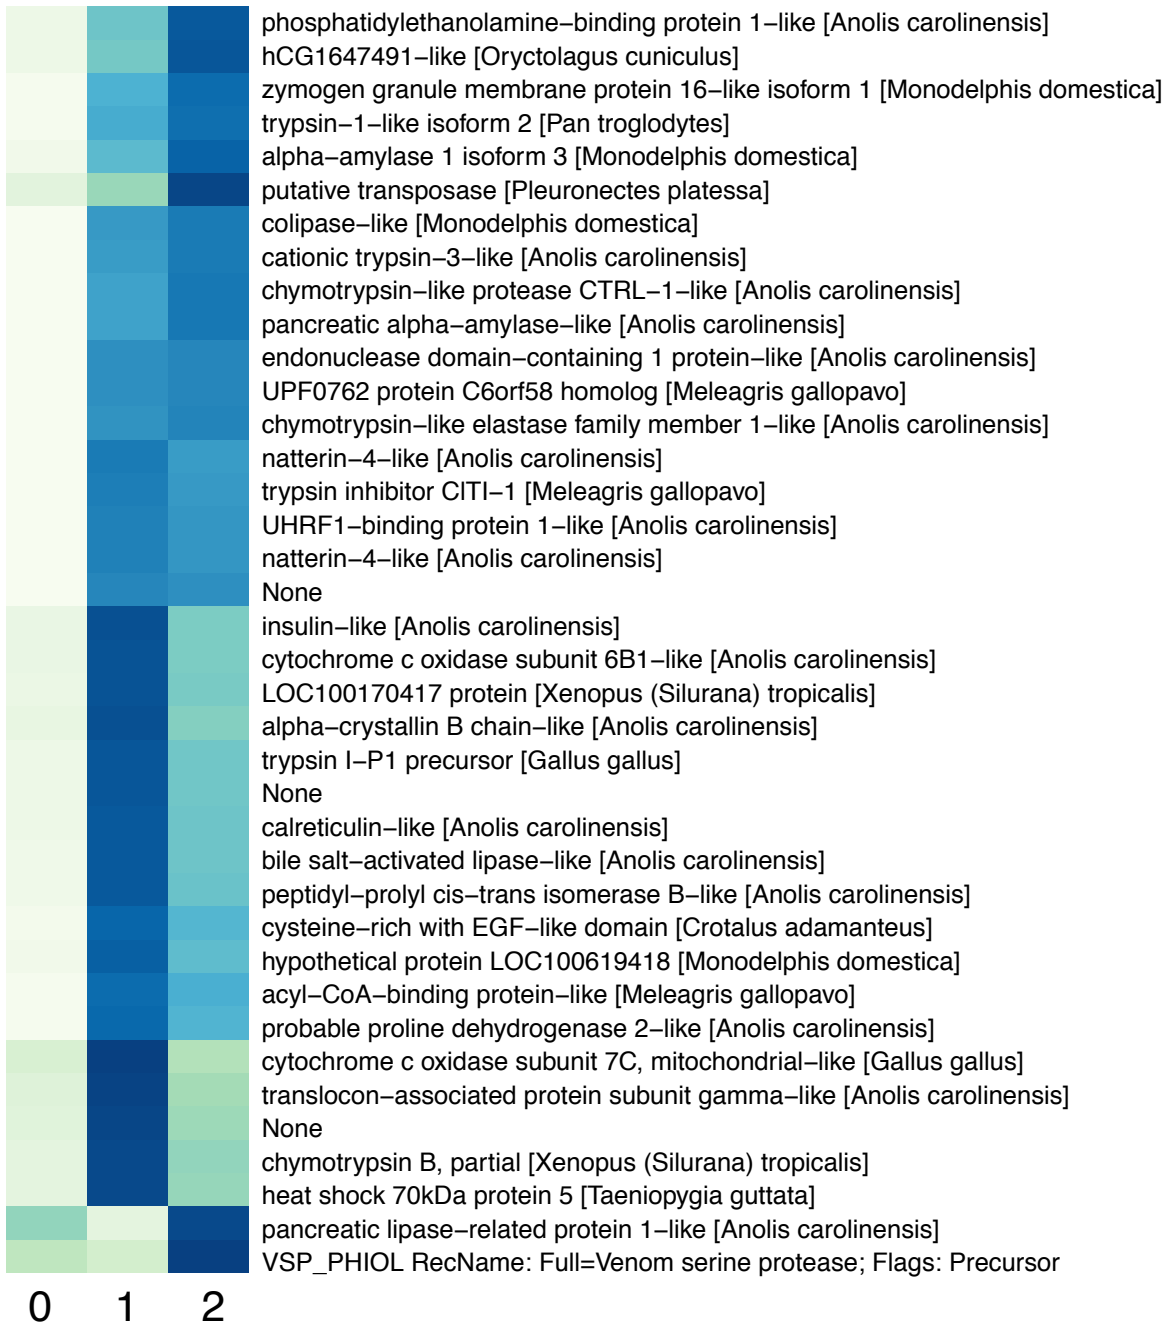 phosphatidylethanolamine−binding protein 1−like [Anolis carolinensis]
hCG1647491−like [Oryctolagus cuniculus]
zymogen granule membrane protein 16−like isoform 1 [Monodelphis domestica]
trypsin−1−like isoform 2 [Pan troglodytes]
alpha−amylase 1 isoform 3 [Monodelphis domestica]
putative transposase [Pleuronectes platessa]
colipase−like [Monodelphis domestica]
cationic trypsin−3−like [Anolis carolinensis]
chymotrypsin−like protease CTRL−1−like [Anolis carolinensis]
pancreatic alpha−amylase−like [Anolis carolinensis]
endonuclease domain−containing 1 protein−like [Anolis carolinensis]
UPF0762 protein C6orf58 homolog [Meleagris gallopavo]
chymotrypsin−like elastase family member 1−like [Anolis carolinensis]
natterin−4−like [Anolis carolinensis]
trypsin inhibitor ClTI−1 [Meleagris gallopavo]
UHRF1−binding protein 1−like [Anolis carolinensis]
natterin−4−like [Anolis carolinensis]
None
insulin−like [Anolis carolinensis]
cytochrome c oxidase subunit 6B1−like [Anolis carolinensis]
LOC100170417 protein [Xenopus (Silurana) tropicalis]
alpha−crystallin B chain−like [Anolis carolinensis]
trypsin I−P1 precursor [Gallus gallus]
None
calreticulin−like [Anolis carolinensis]
bile salt−activated lipase−like [Anolis carolinensis]
peptidyl−prolyl cis−trans isomerase B−like [Anolis carolinensis]
cysteine−rich with EGF−like domain [Crotalus adamanteus]
hypothetical protein LOC100619418 [Monodelphis domestica]
acyl−CoA−binding protein−like [Meleagris gallopavo]
probable proline dehydrogenase 2−like [Anolis carolinensis]
cytochrome c oxidase subunit 7C, mitochondrial−like [Gallus gallus]
translocon−associated protein subunit gamma−like [Anolis carolinensis]
None
chymotrypsin B, partial [Xenopus (Silurana) tropicalis]
heat shock 70kDa protein 5 [Taeniopygia guttata]
pancreatic lipase−related protein 1−like [Anolis carolinensis]
VSP_PHIOL RecName: Full=Venom serine protease; Flags: Precursor
0 1 2